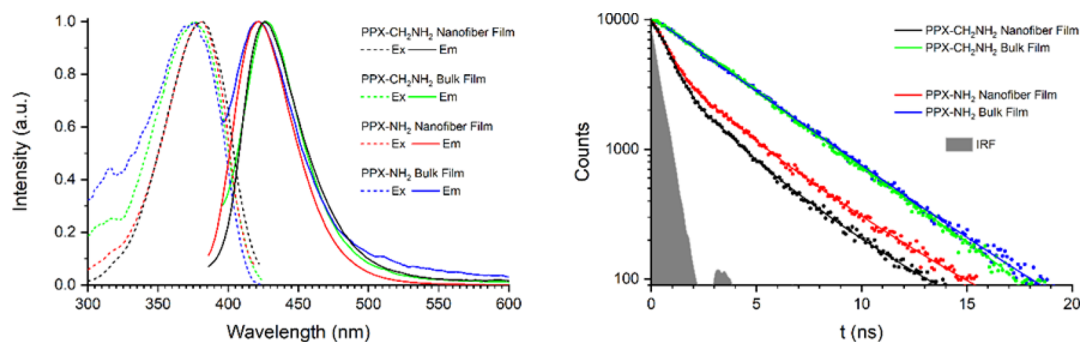 Intensity (a.u.)
1.0
0.8
0.6
0.4
0.2
0.0
300 350 400 450 500 550 600
Wavelength (nm)
PPX-CH₂NH₂ Nanofiber Film
Ex Em
PPX-CH₂NH₂ Bulk Film
Ex Em
PPX-NH₂ Nanofiber Film
Ex Em
PPX-NH₂ Bulk Film
Ex Em
Counts
10000
1000
100
0 5 10 15 20
t (ns)
PPX-CH₂NH₂ Nanofiber Film
PPX-CH₂NH₂ Bulk Film
PPX-NH₂ Nanofiber Film
PPX-NH₂ Bulk Film
IRF